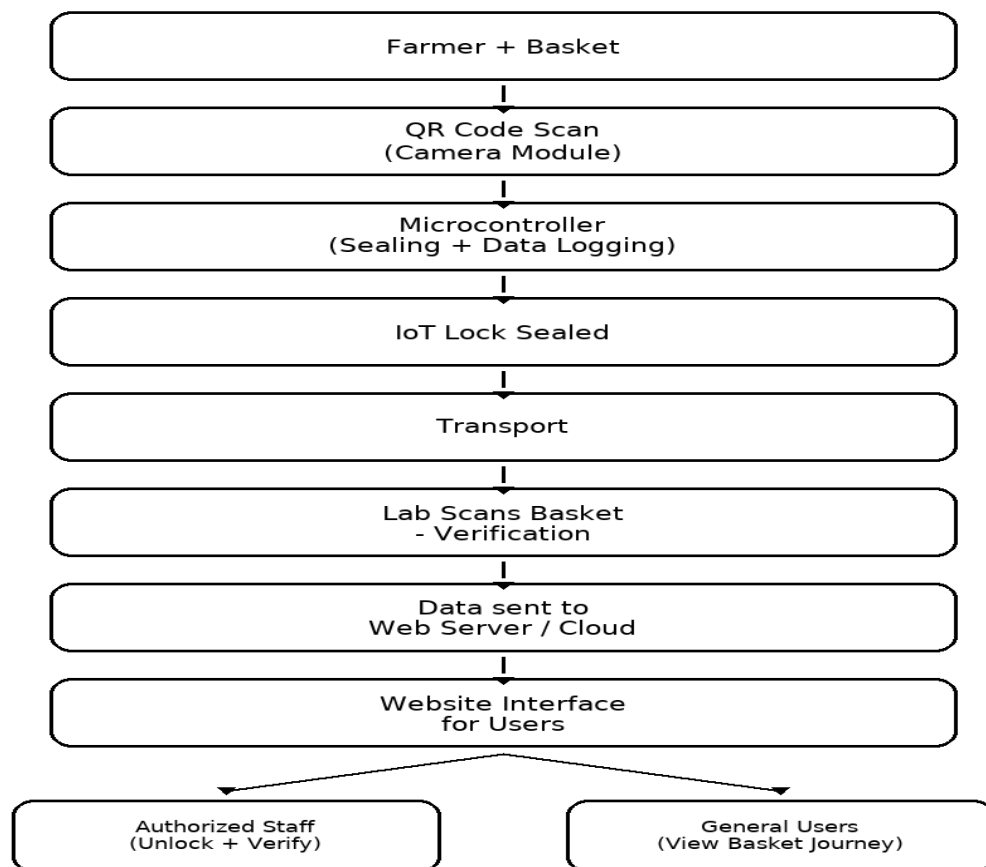 Farmer + Basket
QR Code Scan
(Camera Module)
Microcontroller
(Sealing + Data Logging)
IoT Lock Sealed
Transport
Lab Scans Basket
- Verification
Data sent to
Web Server / Cloud
Website Interface
for Users
Authorized Staff
(Unlock + Verify)
General Users
(View Basket Journey)